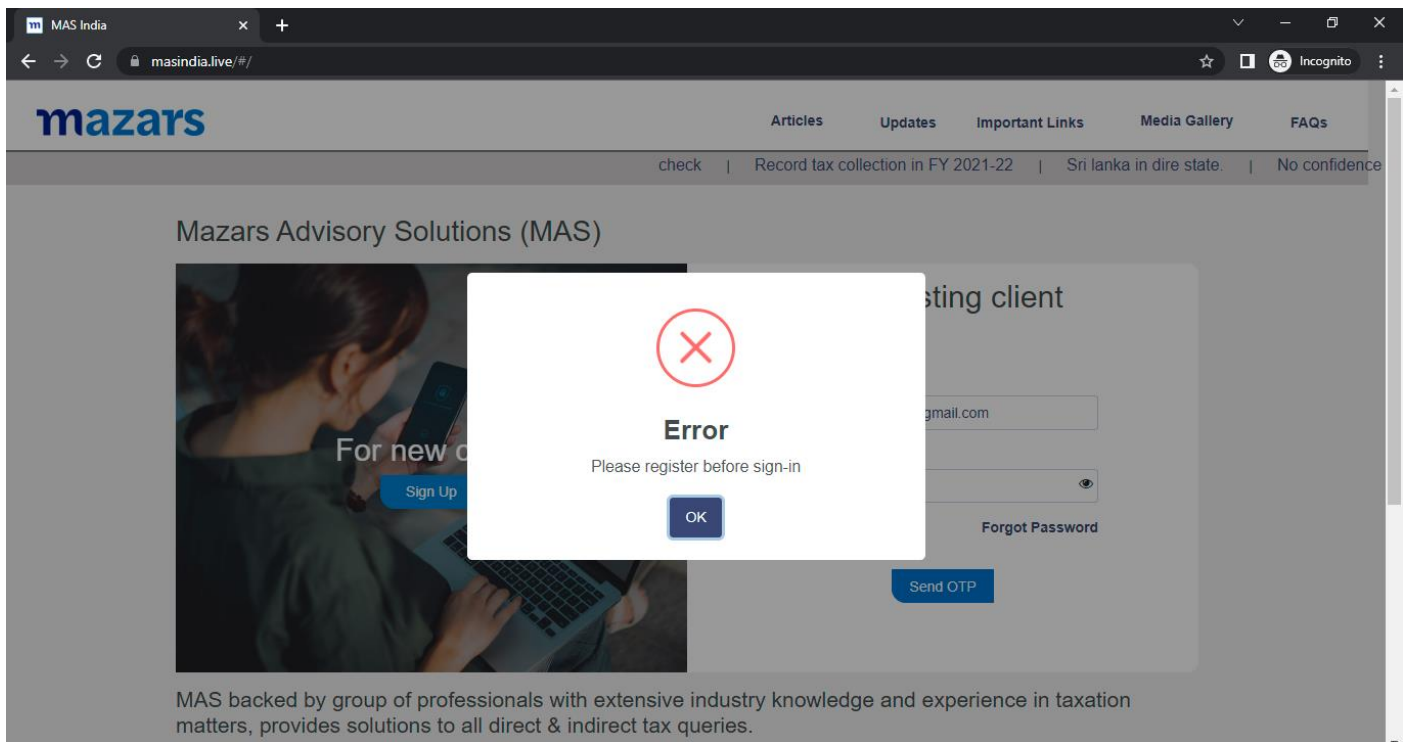 MAS India
masindia.live/#/
Incognito
mazars
Articles Updates Important Links Media Gallery FAQs
check | Record tax collection in FY 2021-22 | Sri lanka in dire state. | No confidence
Mazars Advisory Solutions (MAS)
sting client
gmail.com
For new c
Sign Up
Error
Please register before sign-in
OK
Forgot Password
Send OTP
MAS backed by group of professionals with extensive industry knowledge and experience in taxation
matters, provides solutions to all direct & indirect tax queries.